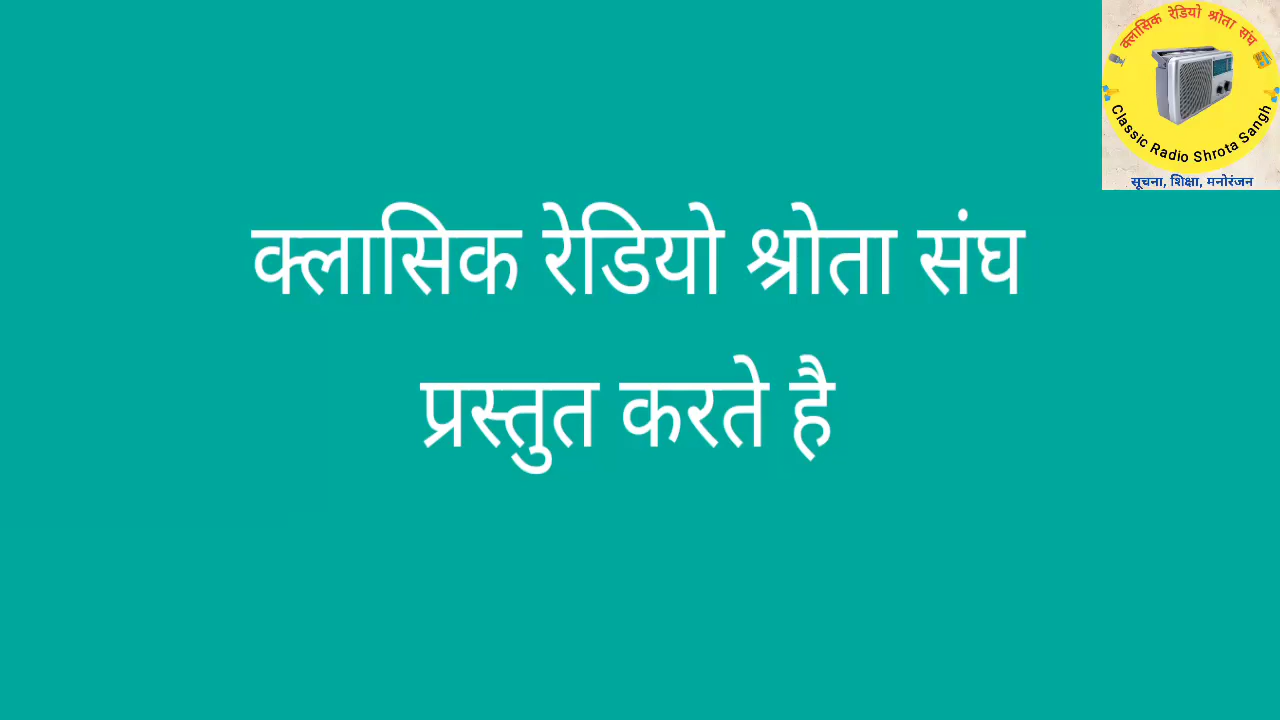 क्लासिक रेडियो श्रोता संघ
Classic Radio Shrota Sangh
सूचना, शिक्षा, मनोरंजन
क्लासिक रेडियो श्रोता संघ
प्रस्तुत करते है